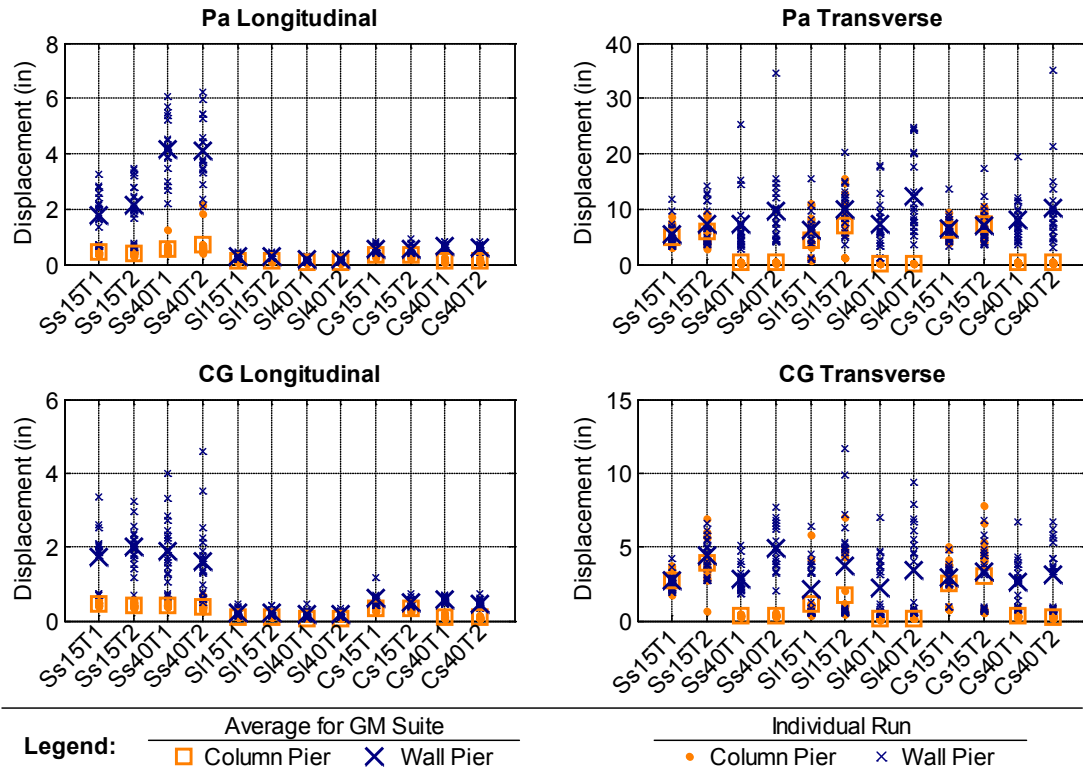 Pa Longitudinal
Displacement (in)
8
6
4
2
0
Ss15T1 Ss15T2 Ss40T1 Ss40T2 Sl15T1 Sl15T2 Sl40T1 Sl40T2 Cs15T1 Cs15T2 Cs40T1 Cs40T2
Pa Transverse
Displacement (in)
40
30
20
10
0
Ss15T1 Ss15T2 Ss40T1 Ss40T2 Sl15T1 Sl15T2 Sl40T1 Sl40T2 Cs15T1 Cs15T2 Cs40T1 Cs40T2
CG Longitudinal
Displacement (in)
6
4
2
0
Ss15T1 Ss15T2 Ss40T1 Ss40T2 Sl15T1 Sl15T2 Sl40T1 Sl40T2 Cs15T1 Cs15T2 Cs40T1 Cs40T2
CG Transverse
Displacement (in)
15
10
5
0
Ss15T1 Ss15T2 Ss40T1 Ss40T2 Sl15T1 Sl15T2 Sl40T1 Sl40T2 Cs15T1 Cs15T2 Cs40T1 Cs40T2
Legend:
Average for GM Suite
Column Pier Wall Pier
Individual Run
Column Pier Wall Pier